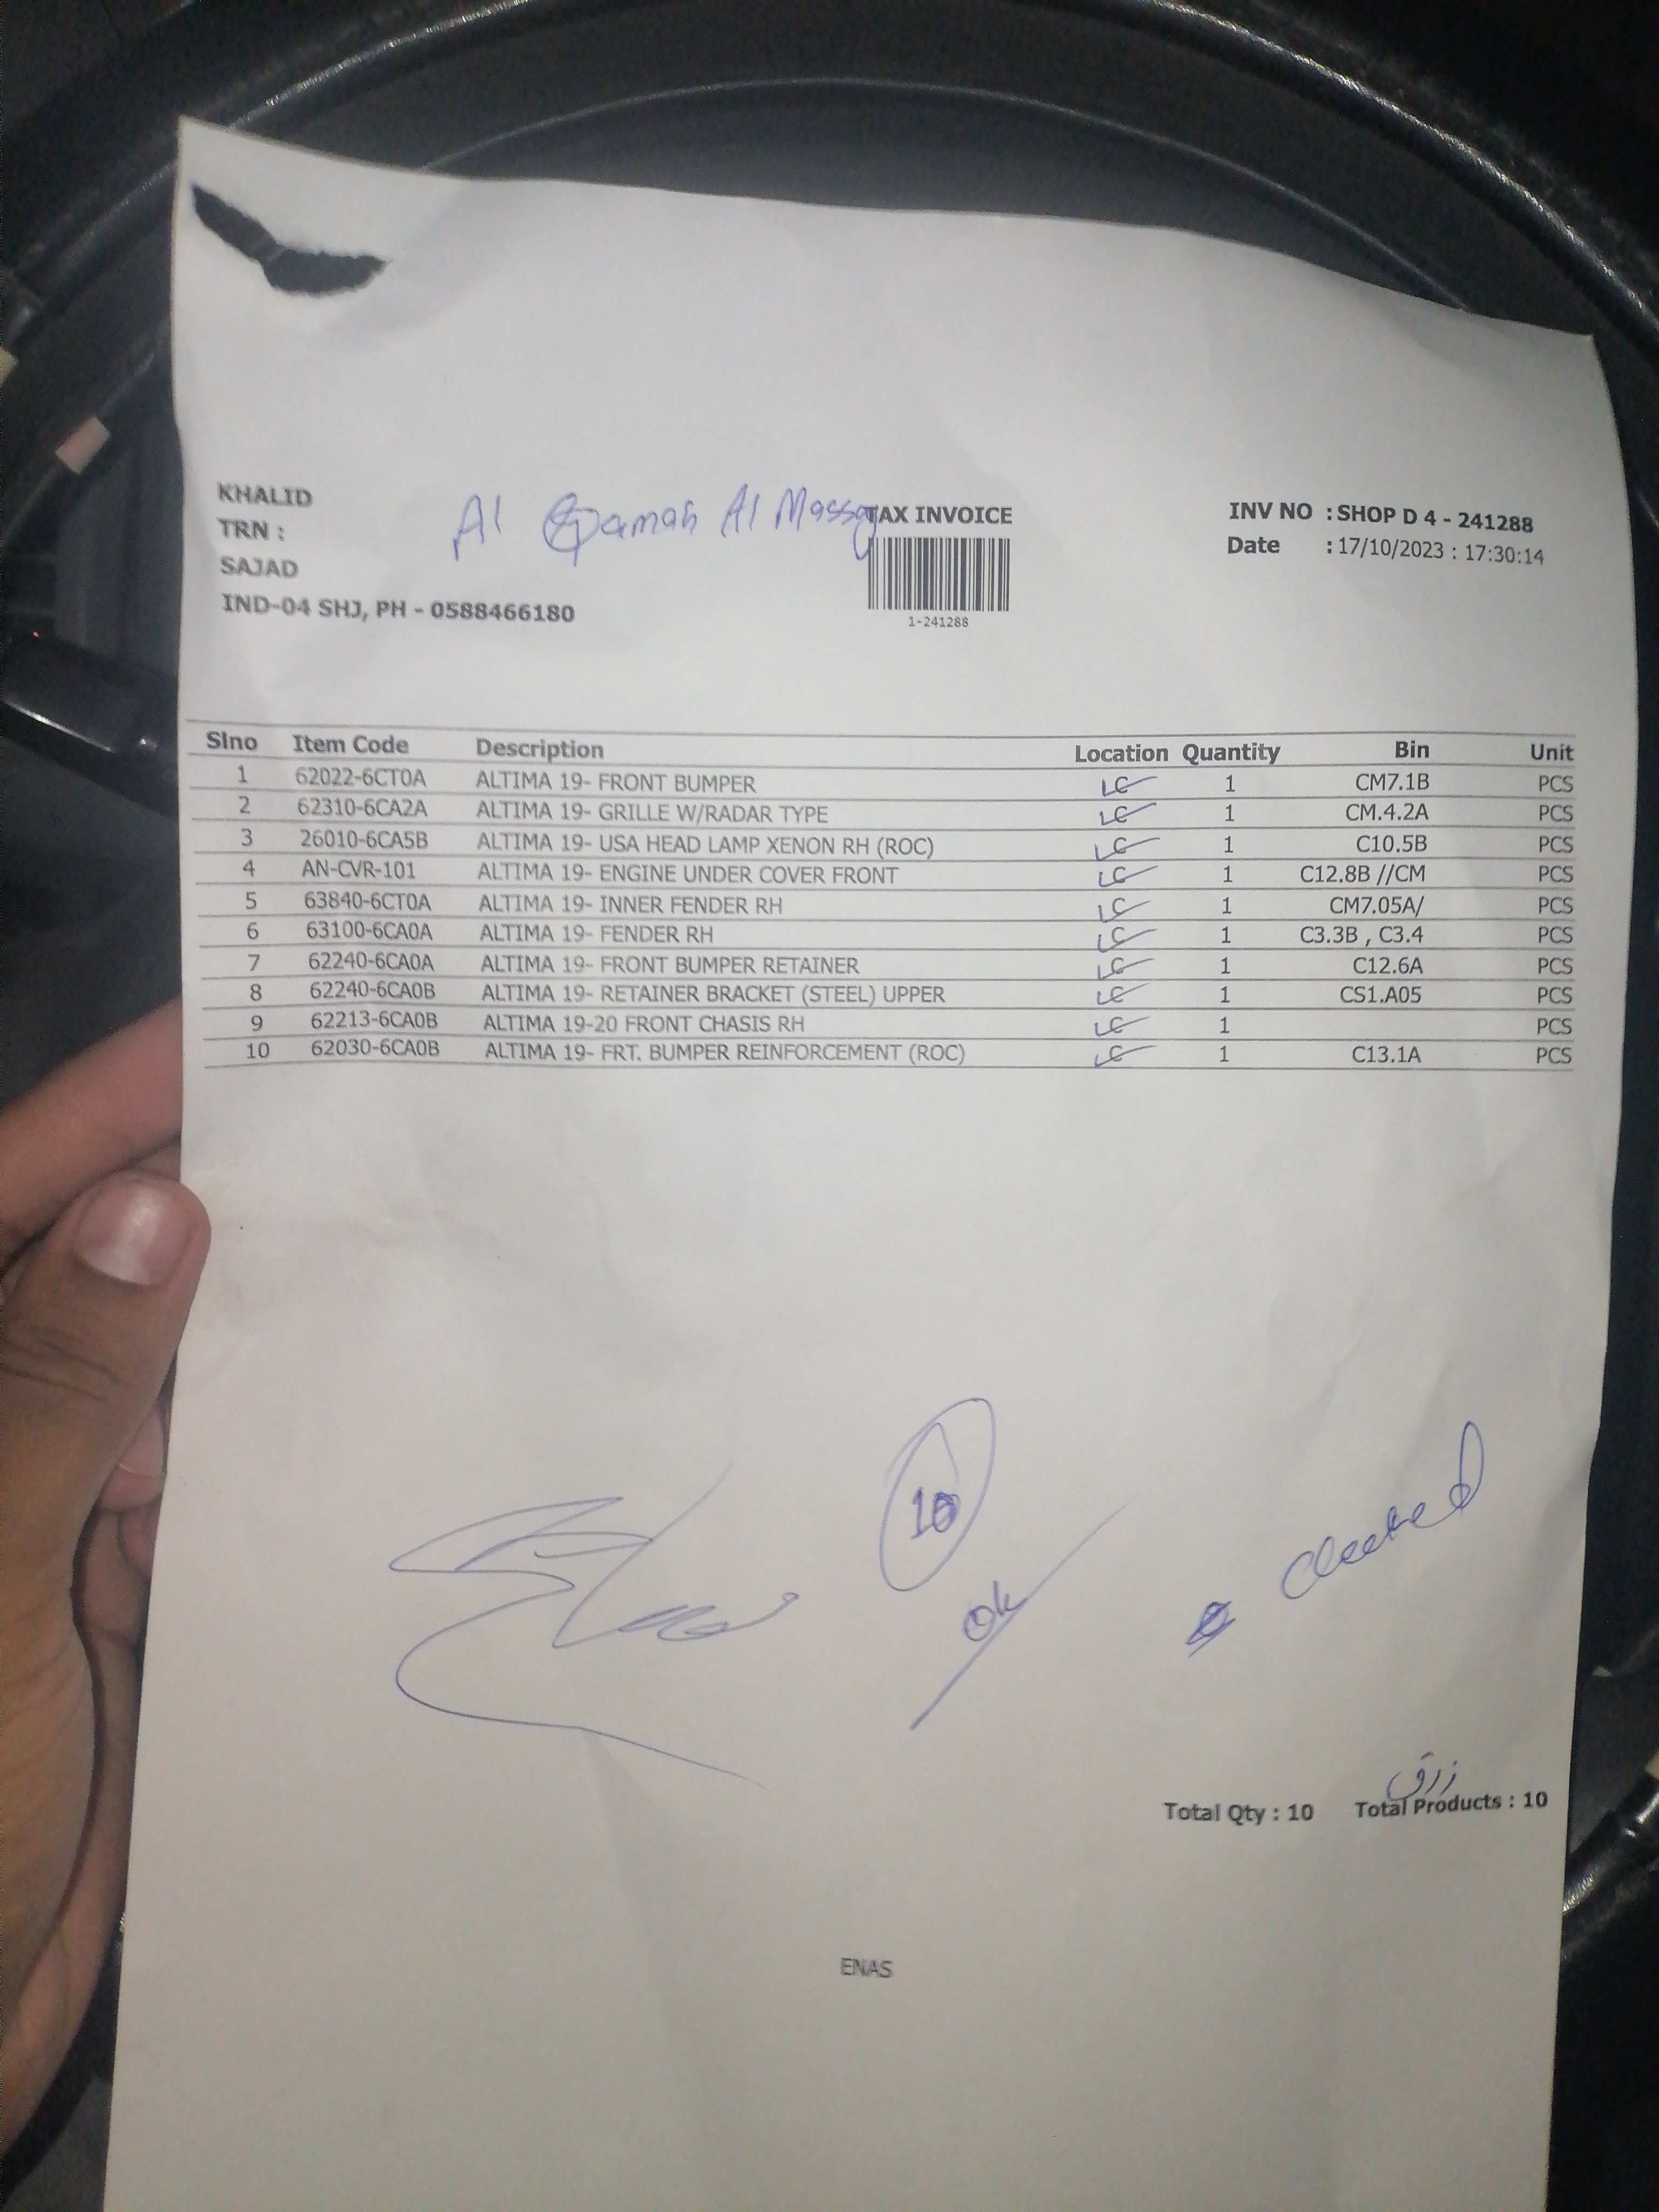 KHALID
TRN :
SAJAD
IND-04 SHJ, PH - 0588466180
Al Qamah Al Massa
TAX INVOICE
1-241288
INV NO : SHOP D 4 - 241288
Date : 17/10/2023 : 17:30:14
Slno Item Code Description Location Quantity Bin Unit
1 62022-6CT0A ALTIMA 19- FRONT BUMPER LC 1 CM7.1B PCS
2 62310-6CA2A ALTIMA 19- GRILLE W/RADAR TYPE LC 1 CM.4.2A PCS
3 26010-6CA5B ALTIMA 19- USA HEAD LAMP XENON RH (ROC) LC 1 C10.5B PCS
4 AN-CVR-101 ALTIMA 19- ENGINE UNDER COVER FRONT LC 1 C12.8B //CM PCS
5 63840-6CT0A ALTIMA 19- INNER FENDER RH LC 1 CM7.05A/ PCS
6 63100-6CA0A ALTIMA 19- FENDER RH LC 1 C3.3B , C3.4 PCS
7 62240-6CA0A ALTIMA 19- FRONT BUMPER RETAINER LC 1 C12.6A PCS
8 62240-6CA0B ALTIMA 19- RETAINER BRACKET (STEEL) UPPER LC 1 CS1.A05 PCS
9 62213-6CA0B ALTIMA 19-20 FRONT CHASIS RH LC 1 PCS
10 62030-6CA0B ALTIMA 19- FRT. BUMPER REINFORCEMENT (ROC) LC 1 C13.1A PCS
10
ok
checked
زرق
Total Qty : 10 Total Products : 10
ENAS